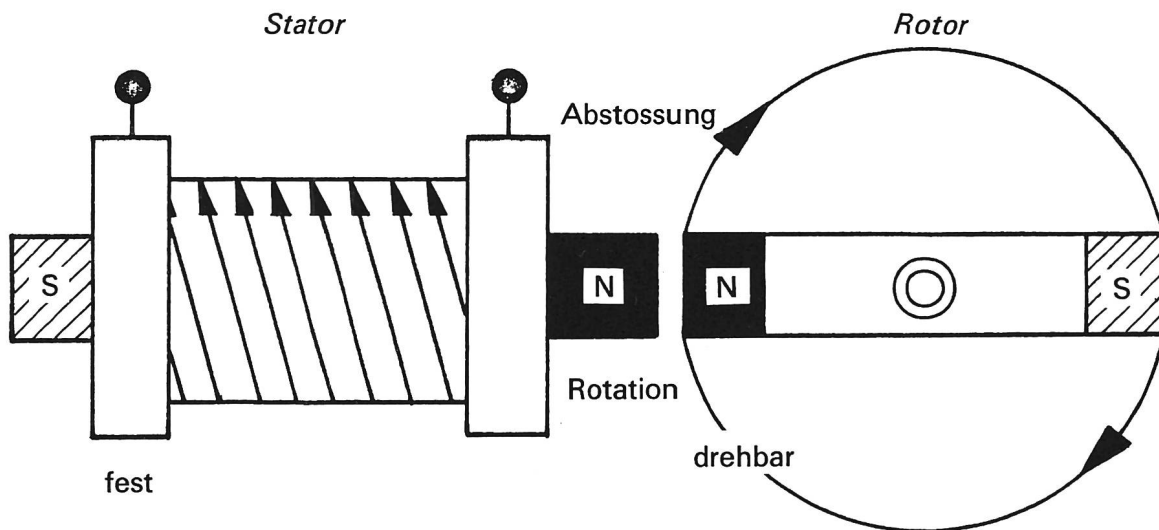 Stator
Rotor
Abstossung
S
N
N
S
Rotation
drehbar
fest